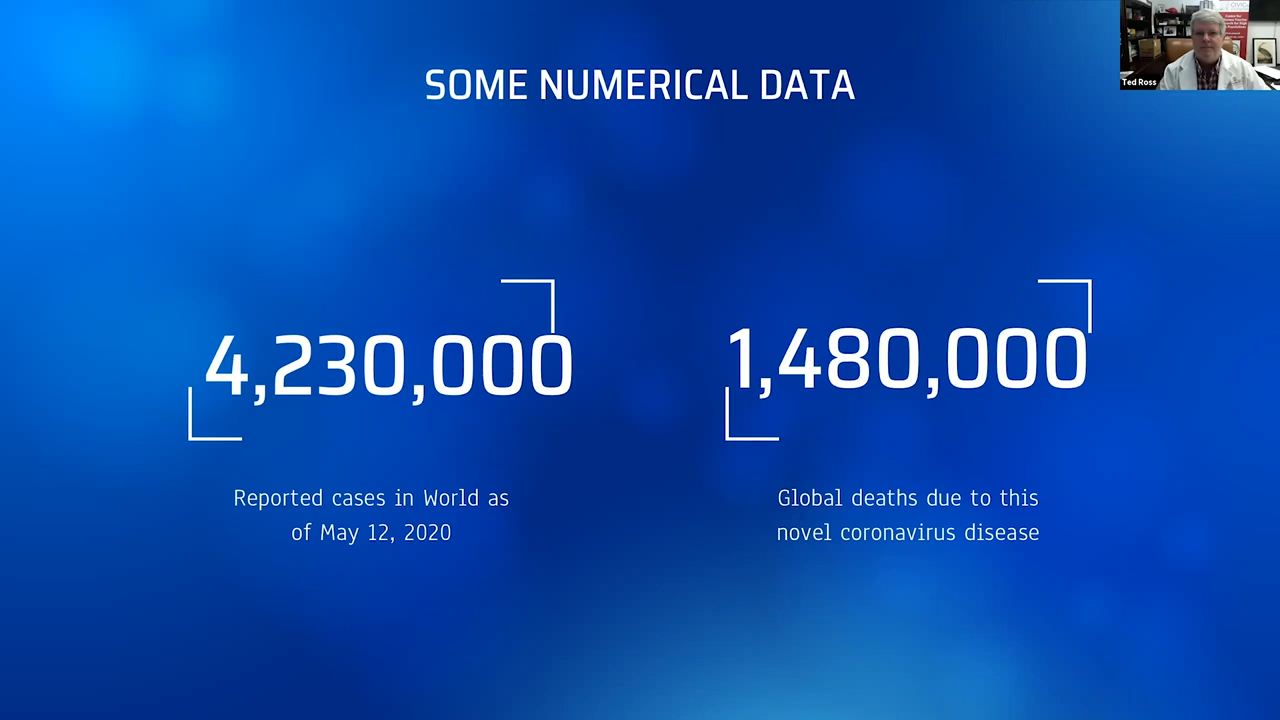 SOME NUMERICAL DATA
Ted Ross
4,230,000
1,480,000
Reported cases in World as
of May 12, 2020
Global deaths due to this
novel coronavirus disease